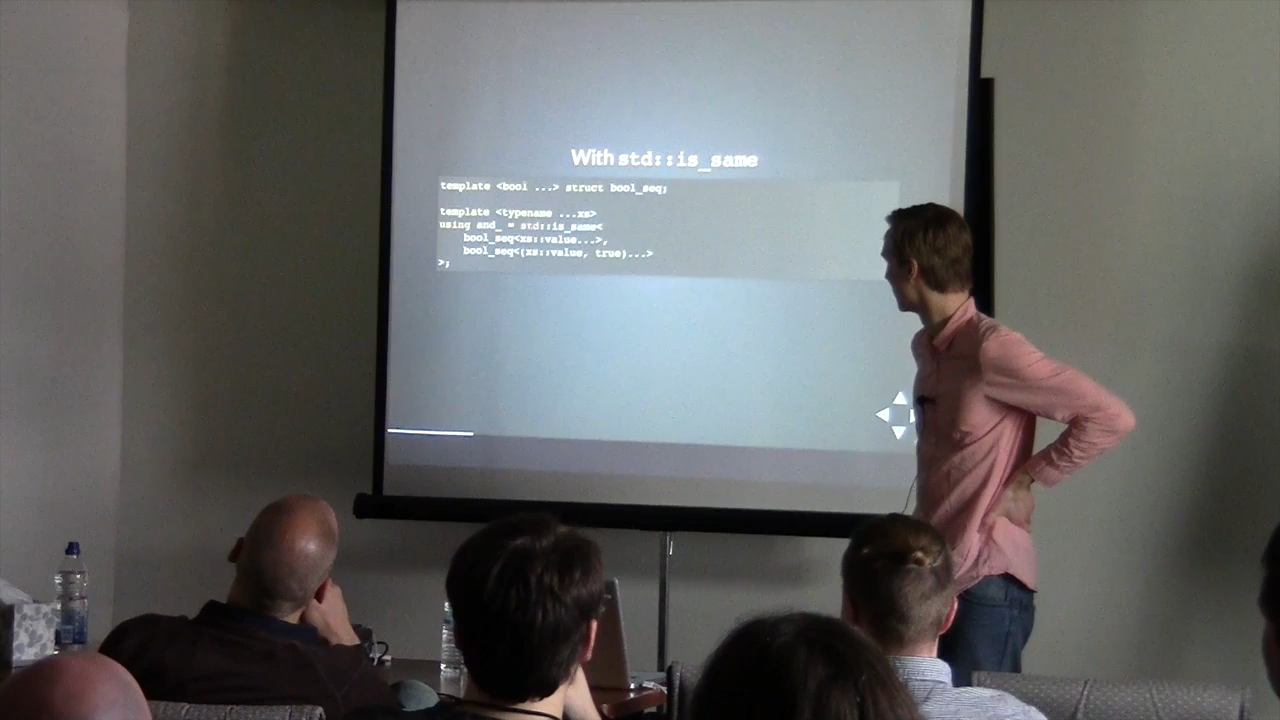 With std::is_same
template <bool ...> struct bool_seq;
template <typename ...xs>
using and_ = std::is_same<
bool_seq<xs::value...>,
bool_seq<(xs::value, true)...>
>;